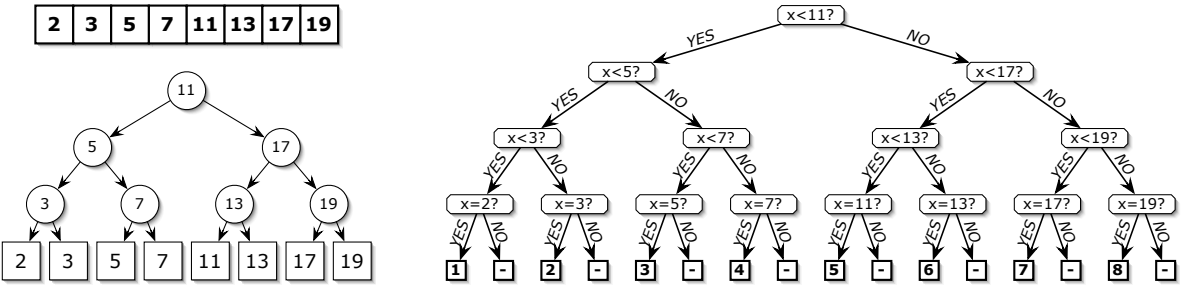 2 3 5 7 11 13 17 19
11
5 17
3 7 13 19
2 3 5 7 11 13 17 19
x<11?
YES NO
x<5? x<17?
YES NO YES NO
x<3? x<7? x<13? x<19?
YES NO YES NO YES NO YES NO
x=2? x=3? x=5? x=7? x=11? x=13? x=17? x=19?
YES NO YES NO YES NO YES NO YES NO YES NO YES NO YES NO
1 - 2 - 3 - 4 - 5 - 6 - 7 - 8 -